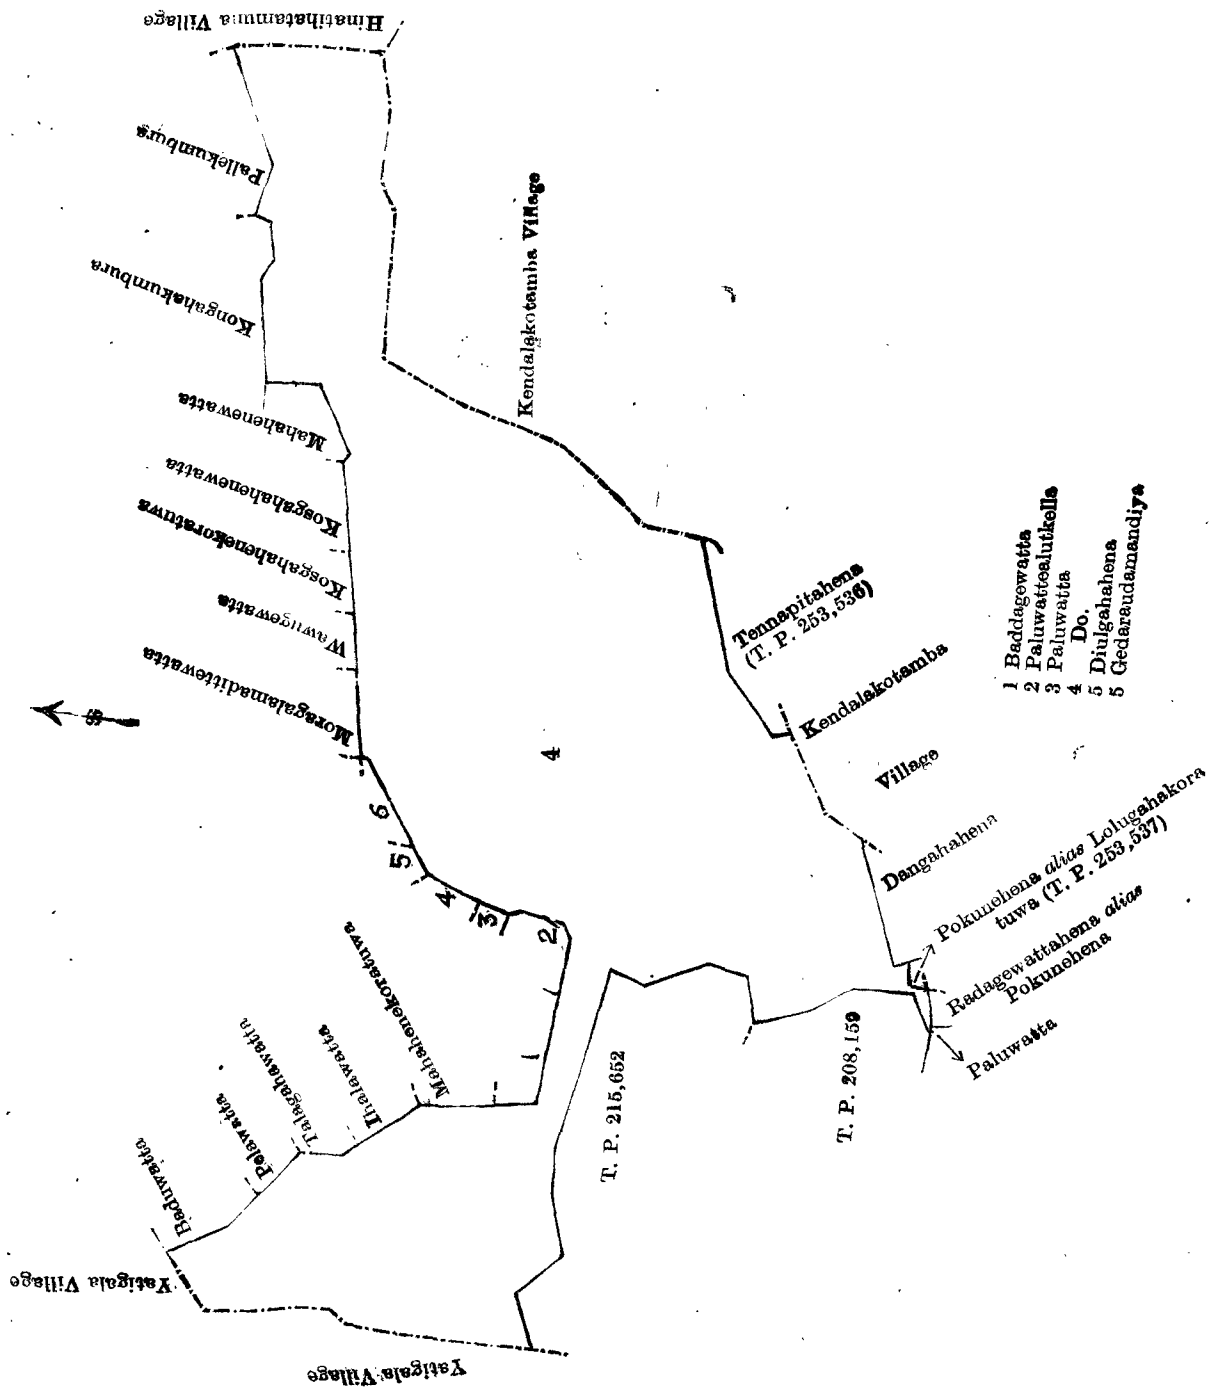 Hinatihatamuna Village
Pallekumbura
Kongahakumbura
Mahahenewatta
Kosgahahenewatta
Kosgahahenekoratuwa
Wawugewatta
Moragalamadittewatta
Mahahenekoratuwa
Ihalawatta
Talagahawatta
Palawatta
Baduwatta
Yatigala Village
Yatigala Village
6
5
4
3
2
1
1
4
Kendalakotamba Village
Tennapitahena
(T. P. 253,536)
Kendalakotamba
Village
Dangahahena
Pokunehena alias Lolugahakora
tuwa (T. P. 253,537)
Radagewattahena alias
Pokunehena
Paluwatta
T. P. 208,159
T. P. 215,652
1 Baddagewatta
2 Paluwattealutkella
3 Paluwatta
4 Do.
5 Diulgahahena
5 Gedaraudamandiya